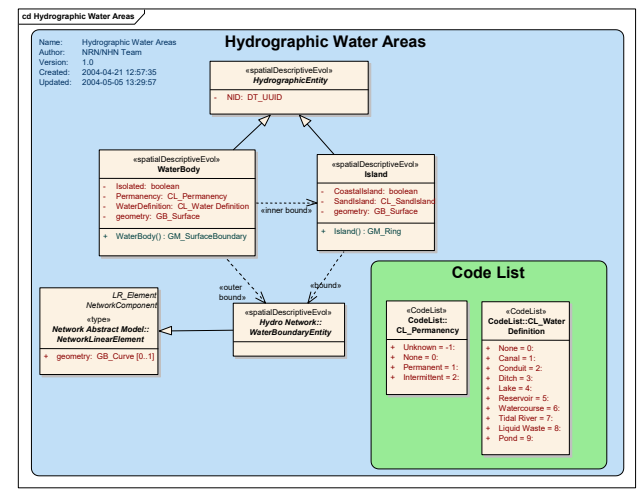 cd Hydrographic Water Areas
Hydrographic Water Areas
Name: Hydrographic Water Areas
Author: NRN/NHN Team
Version: 1.0
Created: 2004-04-21 12:57:35
Updated: 2004-05-05 13:29:57
«spatialDescriptiveEvol»
HydrographicEntity
- NID: DT_UUID
«spatialDescriptiveEvol»
WaterBody
- Isolated: boolean
- Permanency: CL_Permanency
- WaterDefinition: CL_Water Definition
- geometry: GB_Surface
+ WaterBody() : GM_SurfaceBoundary
«spatialDescriptiveEvol»
Island
- CoastalIsland: boolean
- SandIsland: CL_SandIsland
- geometry: GB_Surface
+ Island() : GM_Ring
«inner bound»
«outer
bound»
«bound»
LR_Element
NetworkComponent
«type»
Network Abstract Model::
NetworkLinearElement
+ geometry: GB_Curve [0..1]
«spatialDescriptiveEvol»
Hydro Network::
WaterBoundaryEntity
Code List
«CodeList»
CodeList::
CL_Permanency
+ Unknown = -1:
+ None = 0:
+ Permanent = 1:
+ Intermittent = 2:
«CodeList»
CodeList::CL_Water
Definition
+ None = 0:
+ Canal = 1:
+ Conduit = 2:
+ Ditch = 3:
+ Lake = 4:
+ Reservoir = 5:
+ Watercourse = 6:
+ Tidal River = 7:
+ Liquid Waste = 8:
+ Pond = 9: